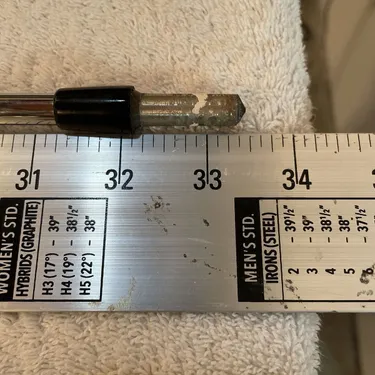 31 32 33 34
WOMEN'S STD.
HYBRIDS (GRAPHITE)
H3 (17°) - 39"
H4 (19°) - 38½"
H5 (22°) - 38"
MEN'S STD.
IRONS (STEEL)
2 - 39½"
3 - 39"
4 - 38½"
5 - 38"
6 - 37½"